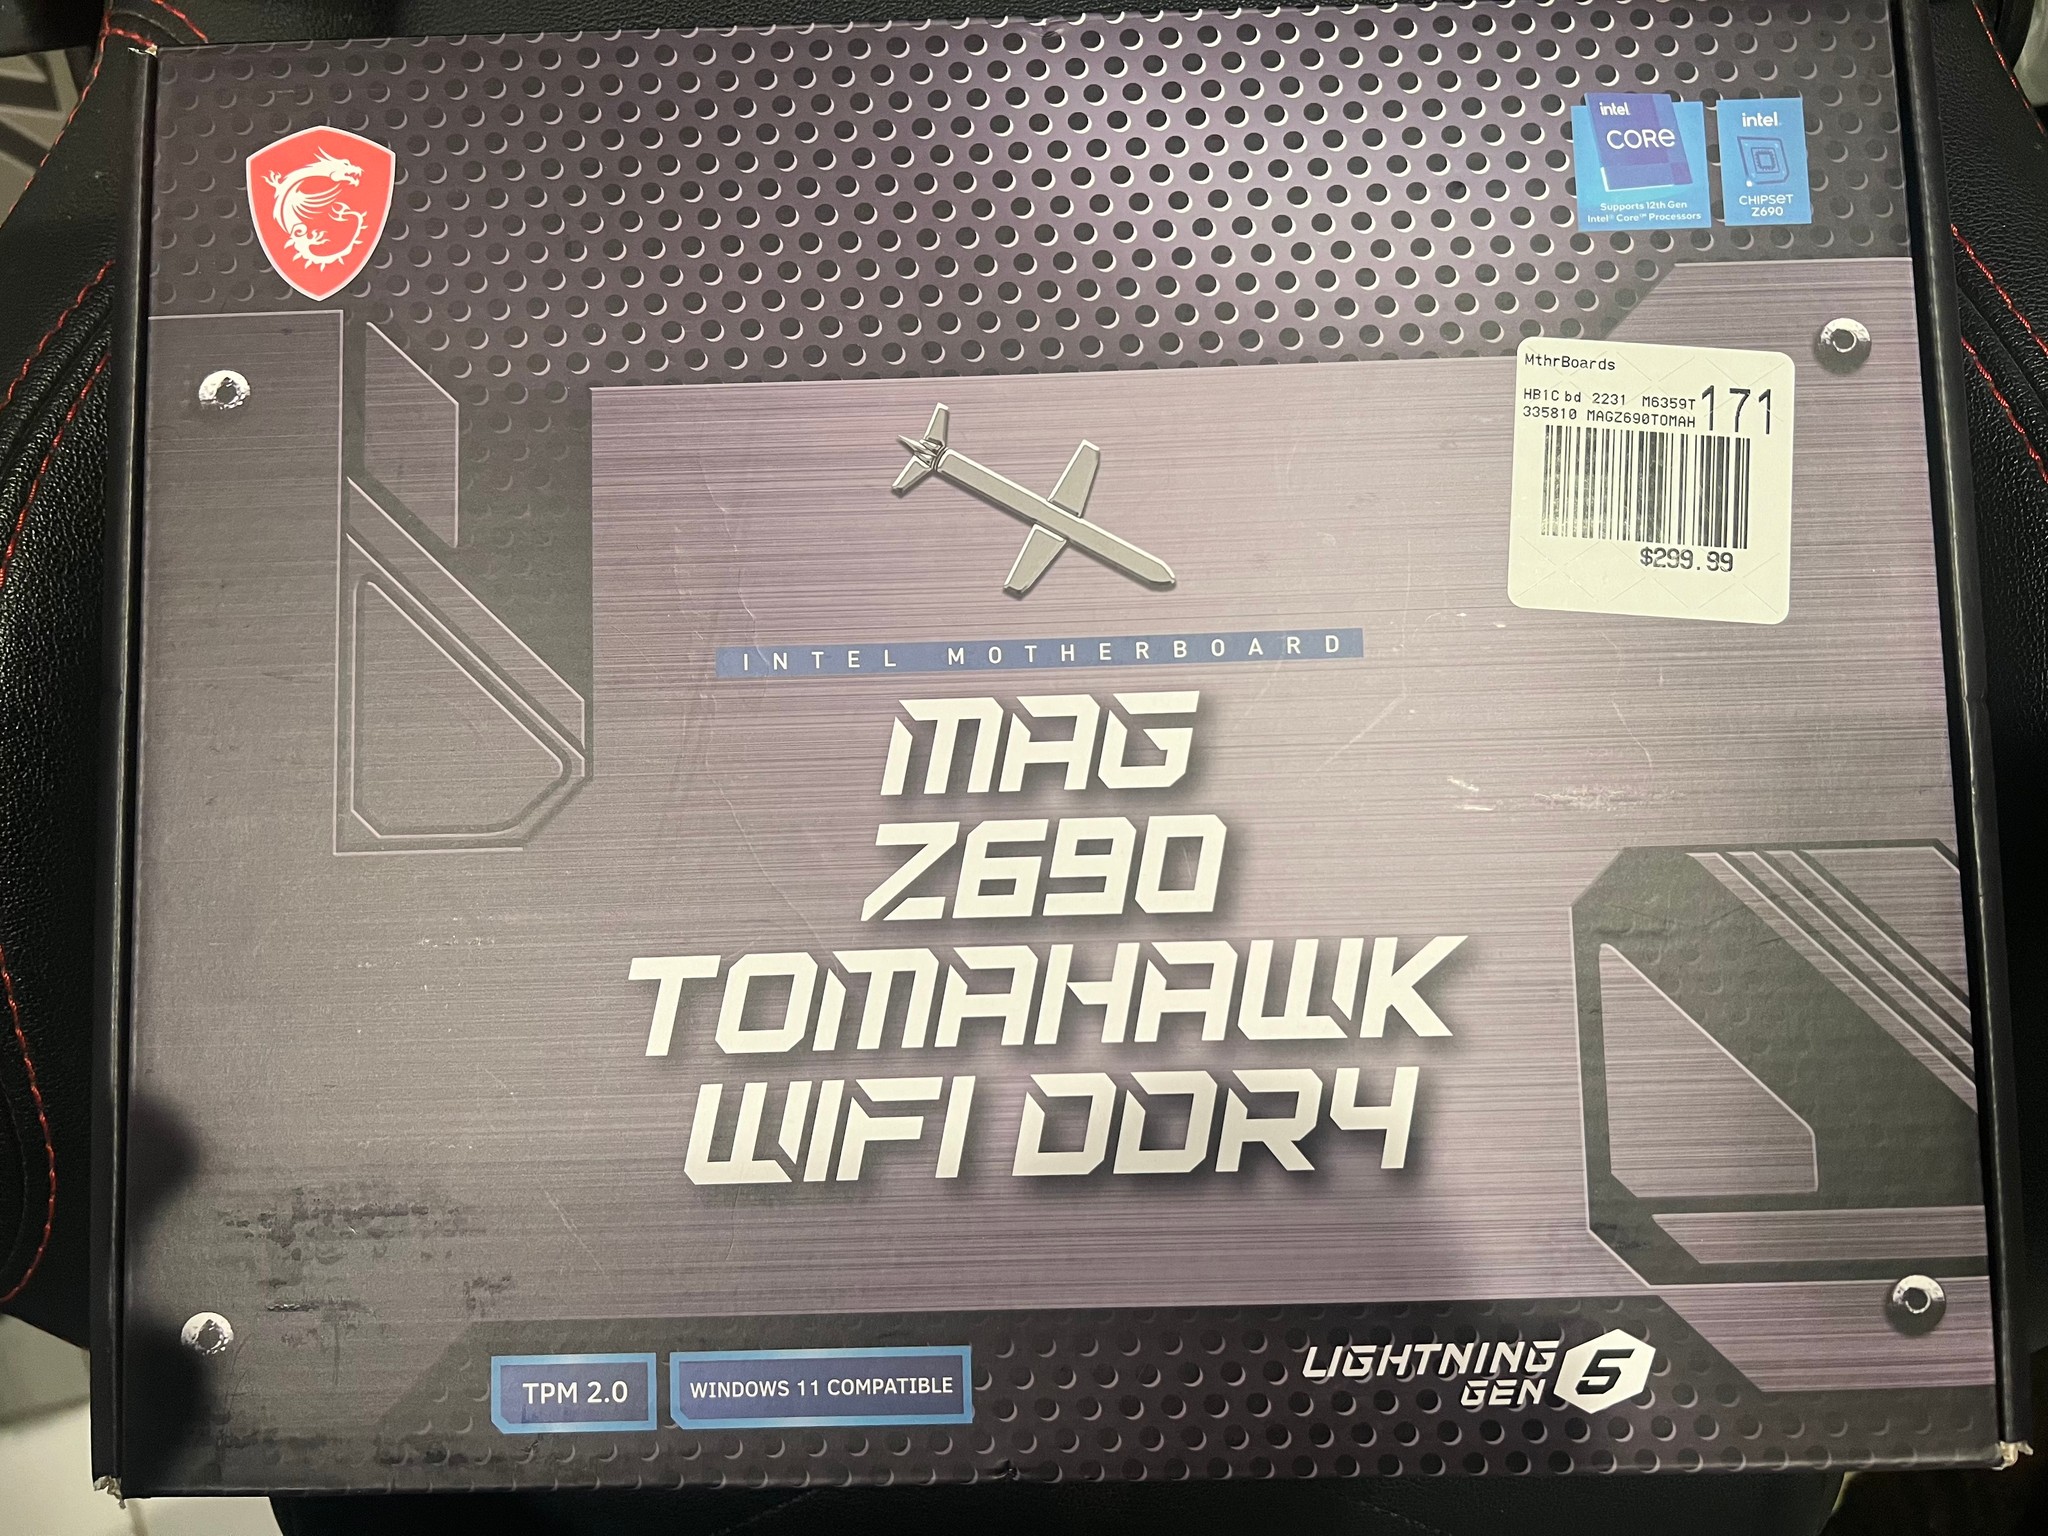 intel
CORE
Supports 12th Gen
Intel® Core™ Processors
intel
CHIPSET
Z690
MthrBoards
HB1C bd 2231 M6359T
335810 MAGZ690TOMAH
171
$299.99
INTEL MOTHERBOARD
MAG
Z690
TOMAHAWK
WIFI DDR4
TPM 2.0
WINDOWS 11 COMPATIBLE
LIGHTNING
GEN 5